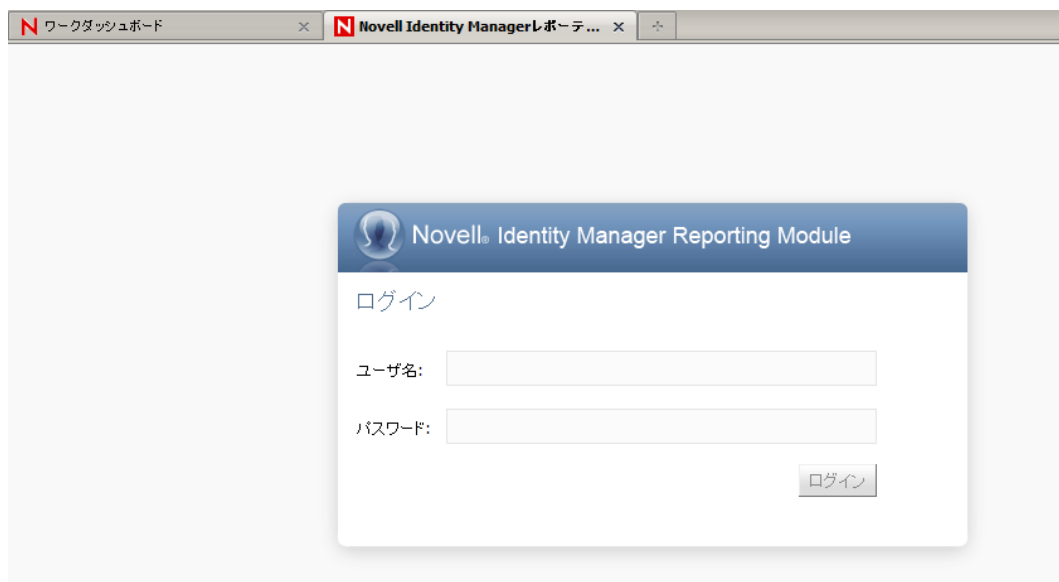 ワークダッシュボード
Novell Identity Managerレポーテ...
Novell® Identity Manager Reporting Module
ログイン
ユーザ名:
パスワード:
ログイン